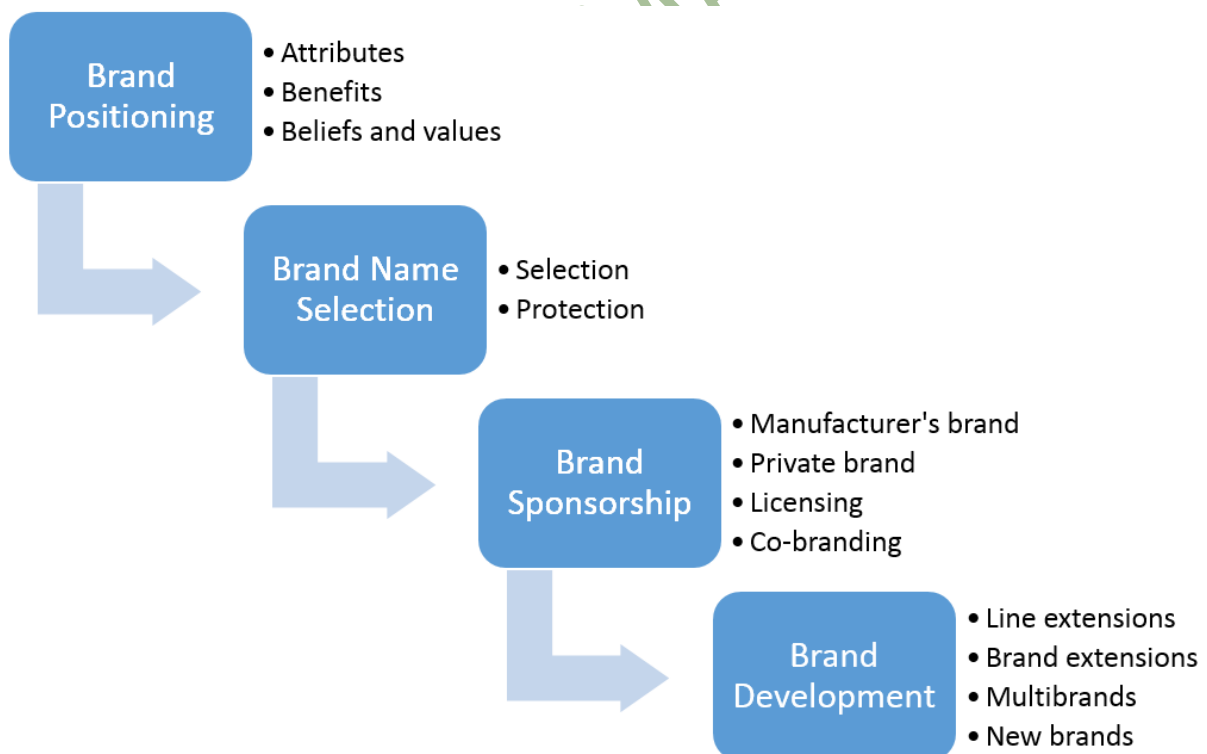 Brand
Positioning
• Attributes
• Benefits
• Beliefs and values
Brand Name
Selection
• Selection
• Protection
Brand
Sponsorship
• Manufacturer's brand
• Private brand
• Licensing
• Co-branding
Brand
Development
• Line extensions
• Brand extensions
• Multibrands
• New brands